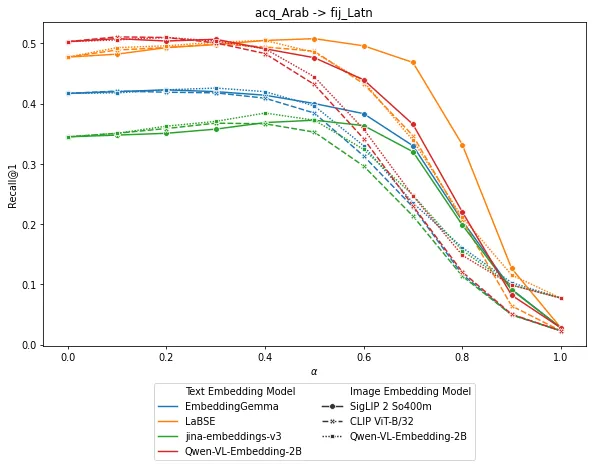 acq_Arab -> fij_Latn
Recall@1
0.5
0.4
0.3
0.2
0.1
0.0
0.0
0.2
0.4
0.6
0.8
1.0
α
Text Embedding Model
EmbeddingGemma
LaBSE
jina-embeddings-v3
Qwen-VL-Embedding-2B
Image Embedding Model
SigLIP 2 So400m
CLIP ViT-B/32
Qwen-VL-Embedding-2B